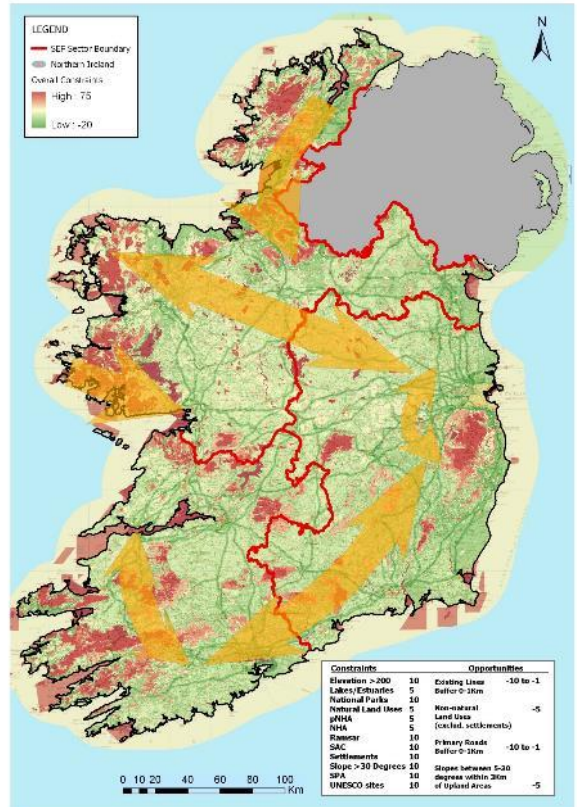 LEGEND
SEF Sector Boundary
Northern Ireland
Overall Constraints
High : 75
Low : -20
N
0 10 20 40 60 80 100
Km
Constraints Opportunities
Elevation >200 10 Existing Lines -10 to -1
Lakes/Estuaries 5 Buffer 0-1Km
National Parks 10
Natural Land Uses 5 Non-natural -5
pNHA 5 Land Uses
NHA 5 (exclud. settlements)
Ramsar 10
SAC 10 Primary Roads -10 to -1
Settlements 10 Buffer 0-1Km
Slope >30 Degrees 10 Slopes between 5-30
SPA 10 degrees within 3Km
UNESCO sites 10 of Upland Areas -5